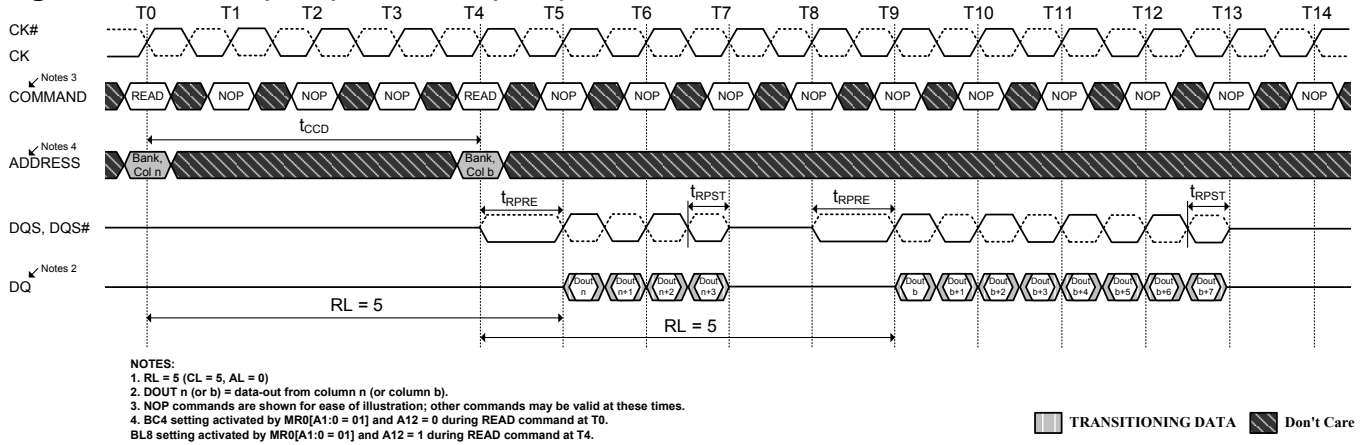 T0 T1 T2 T3 T4 T5 T6 T7 T8 T9 T10 T11 T12 T13 T14
CK#
CK
Notes 3
COMMAND
READ NOP NOP NOP READ NOP NOP NOP NOP NOP NOP NOP NOP NOP NOP
tCCD
Notes 4
ADDRESS
Bank, Col n
Bank, Col b
tRPRE tRPST tRPRE tRPST
DQS, DQS#
Notes 2
DQ
Dout n Dout n+1 Dout n+2 Dout n+3 Dout b Dout b+1 Dout b+2 Dout b+3 Dout b+4 Dout b+5 Dout b+6 Dout b+7
RL = 5
RL = 5
NOTES:
1. RL = 5 (CL = 5, AL = 0)
2. DOUT n (or b) = data-out from column n (or column b).
3. NOP commands are shown for ease of illustration; other commands may be valid at these times.
4. BC4 setting activated by MR0[A1:0 = 01] and A12 = 0 during READ command at T0.
BL8 setting activated by MR0[A1:0 = 01] and A12 = 1 during READ command at T4.
TRANSITIONING DATA Don't Care